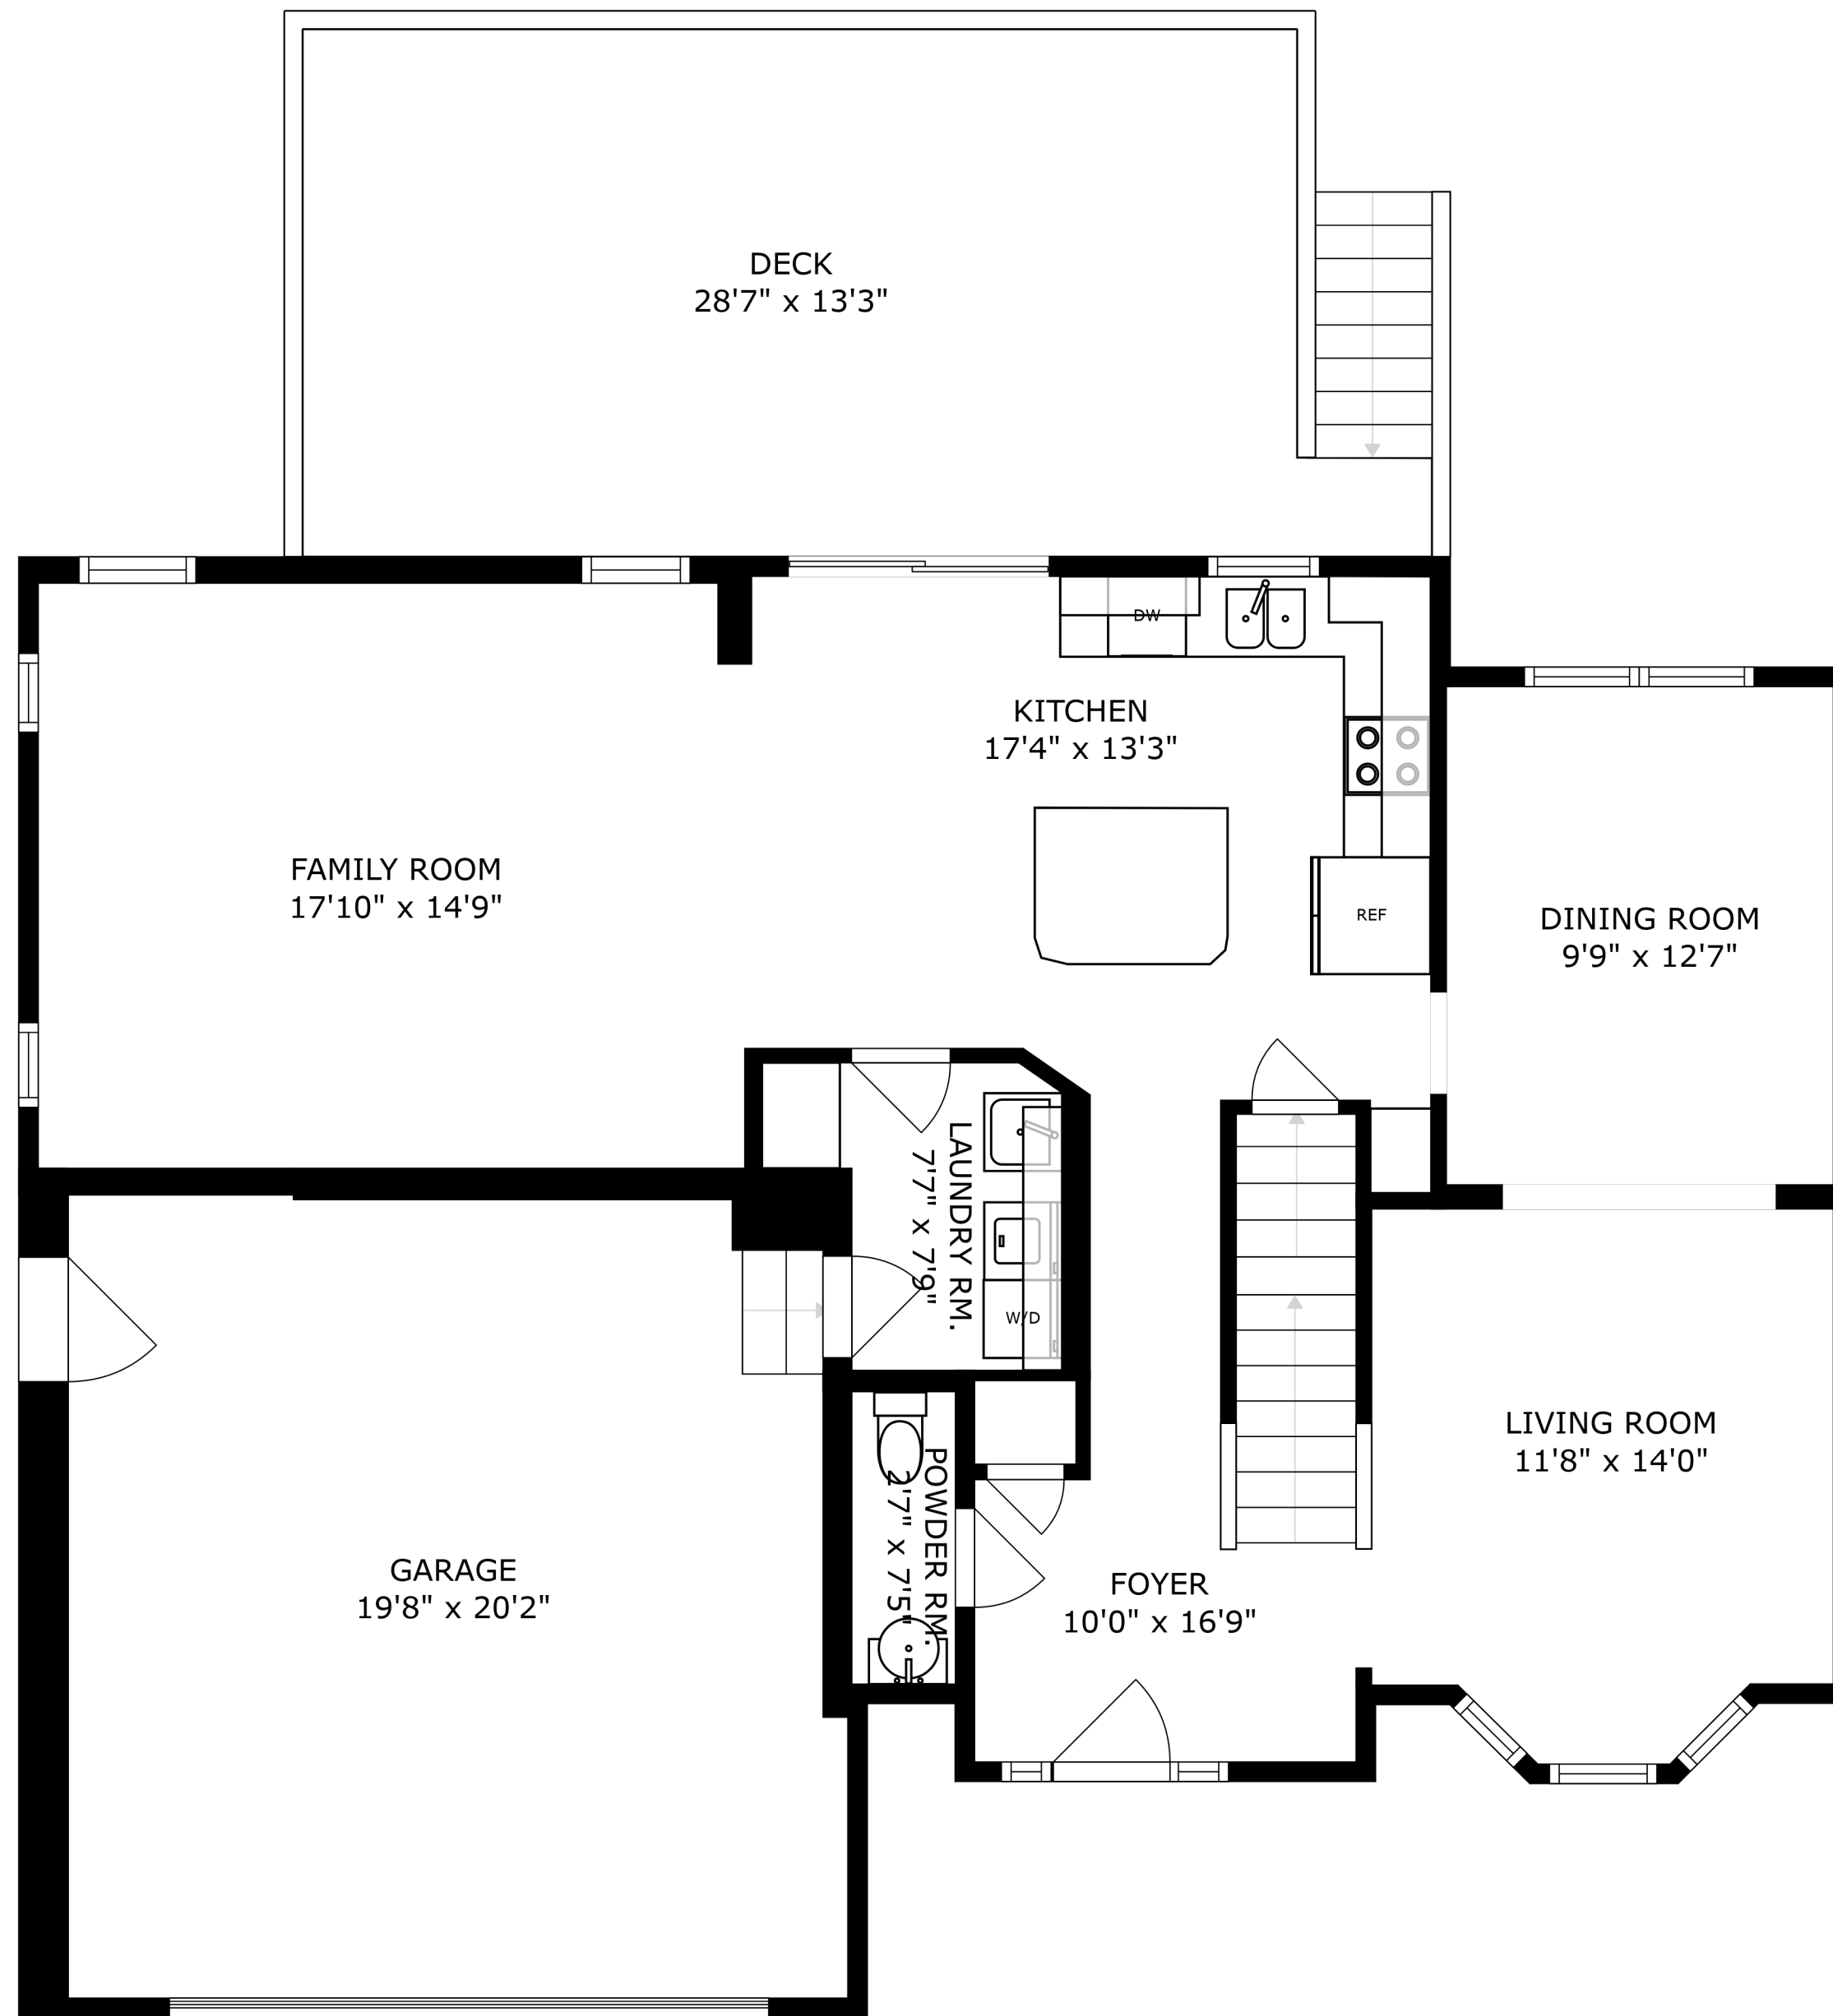 DECK
28'7" x 13'3"
DW
KITCHEN
17'4" x 13'3"
FAMILY ROOM
17'10" x 14'9"
REF
DINING ROOM
9'9" x 12'7"
LAUNDRY RM.
7'7" x 7'9"
W/D
LIVING ROOM
11'8" x 14'0"
POWDER RM.
2'7" x 7'5"
GARAGE
19'8" x 20'2"
FOYER
10'0" x 16'9"